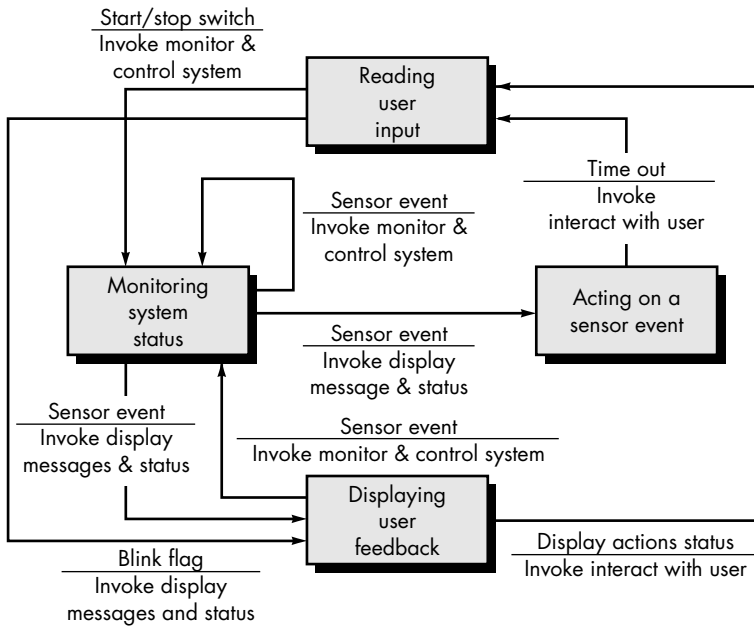 Start/stop switch
Invoke monitor &
control system
Reading
user
input
Time out
Invoke
interact with user
Sensor event
Invoke monitor &
control system
Monitoring
system
status
Acting on a
sensor event
Sensor event
Invoke display
message & status
Sensor event
Invoke display
messages & status
Sensor event
Invoke monitor & control system
Displaying
user
feedback
Blink flag
Invoke display
messages and status
Display actions status
Invoke interact with user